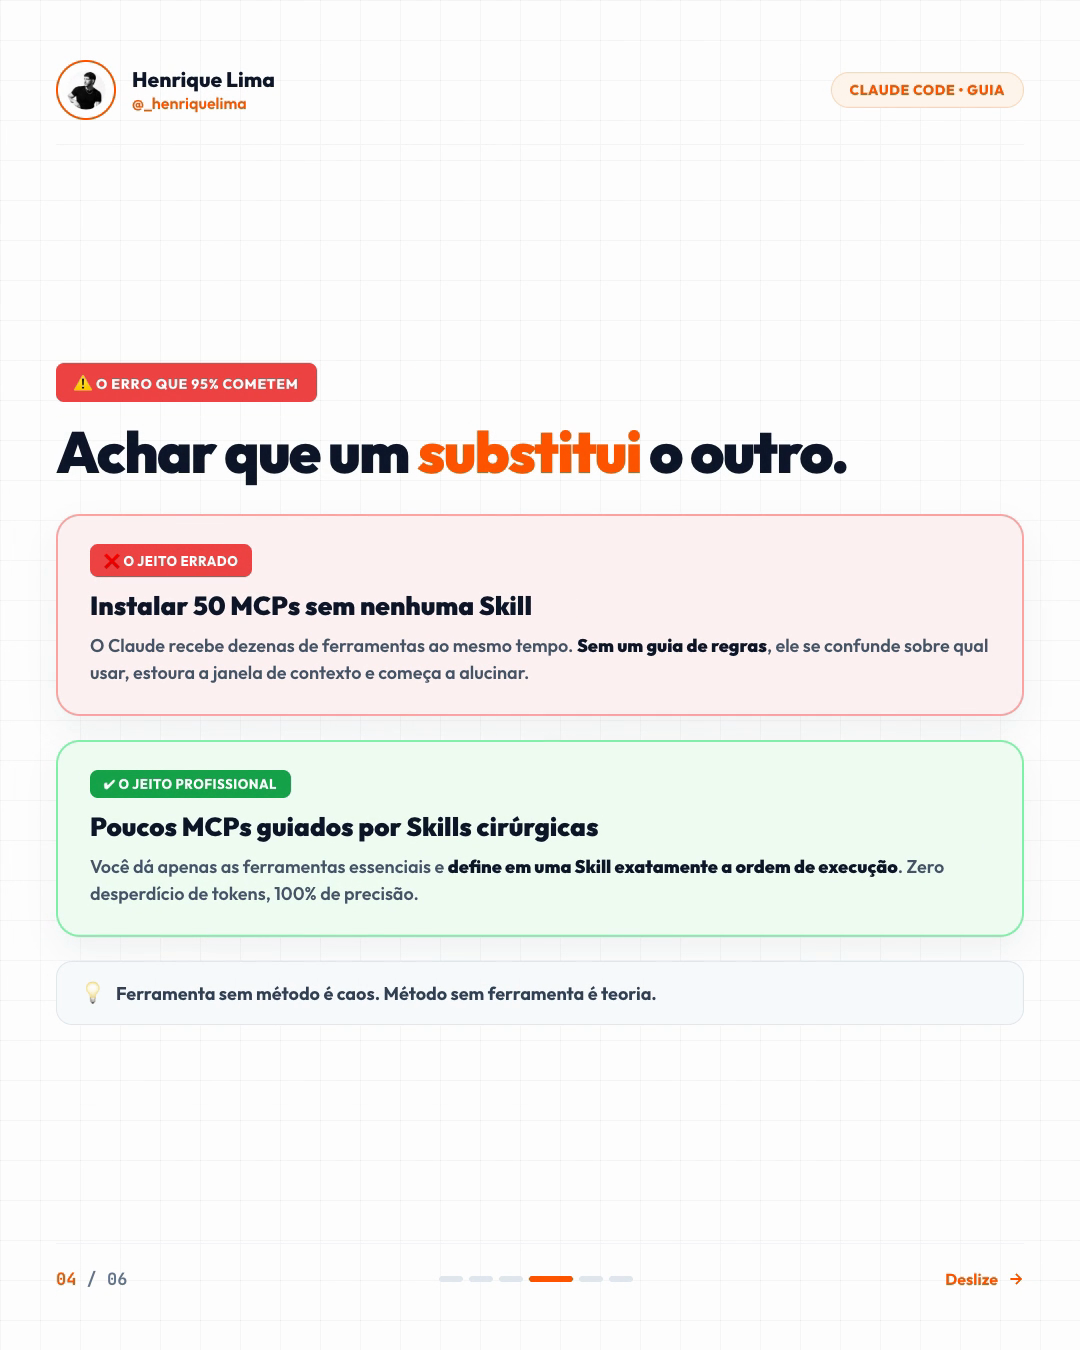 Henrique Lima
@_henriquelima
CLAUDE CODE • GUIA
⚠️ O ERRO QUE 95% COMETEM
Achar que um substitui o outro.
❌ O JEITO ERRADO
Instalar 50 MCPs sem nenhuma Skill
O Claude recebe dezenas de ferramentas ao mesmo tempo. Sem um guia de regras, ele se confunde sobre qual
usar, estoura a janela de contexto e começa a alucinar.
✔ O JEITO PROFISSIONAL
Poucos MCPs guiados por Skills cirúrgicas
Você dá apenas as ferramentas essenciais e define em uma Skill exatamente a ordem de execução. Zero
desperdício de tokens, 100% de precisão.
💡 Ferramenta sem método é caos. Método sem ferramenta é teoria.
04 / 06
Deslize →